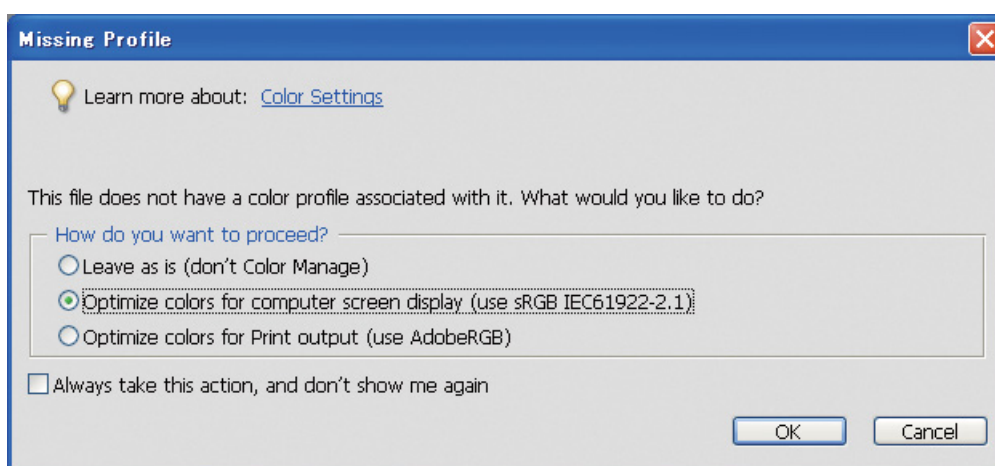 Missing Profile
Learn more about: Color Settings
This file does not have a color profile associated with it. What would you like to do?
How do you want to proceed?
Leave as is (don't Color Manage)
Optimize colors for computer screen display (use sRGB IEC61922-2.1)
Optimize colors for Print output (use AdobeRGB)
Always take this action, and don't show me again
OK Cancel